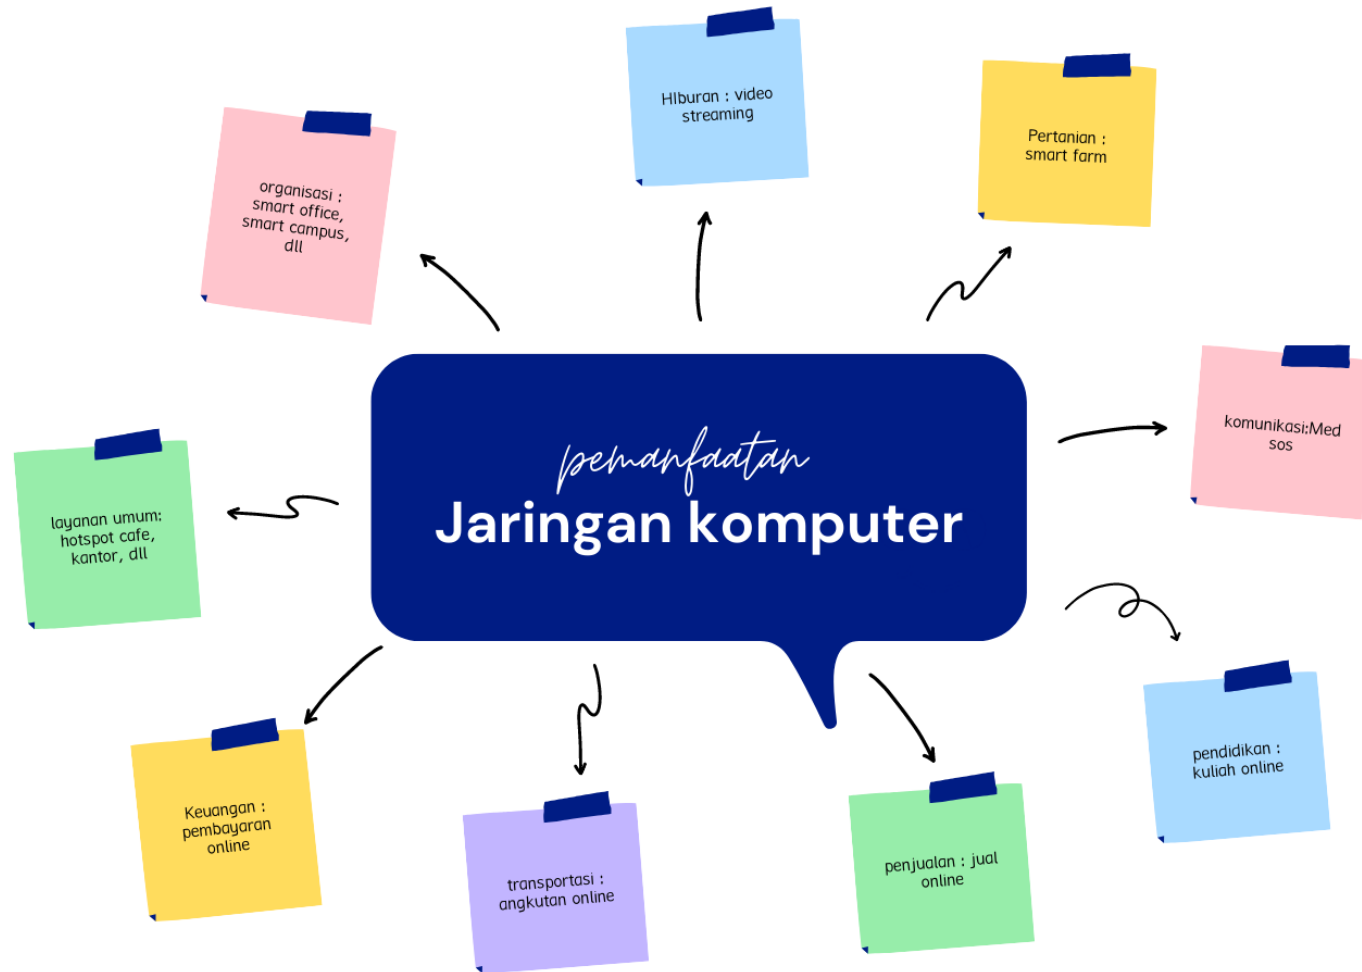 HIburan : video
streaming
Pertanian :
smart farm
organisasi :
smart office,
smart campus,
dll
komunikasi:Med
sos
pemanfaatan
Jaringan komputer
layanan umum:
hotspot cafe,
kantor, dll
pendidikan :
kuliah online
Keuangan :
pembayaran
online
transportasi :
angkutan online
penjualan : jual
online